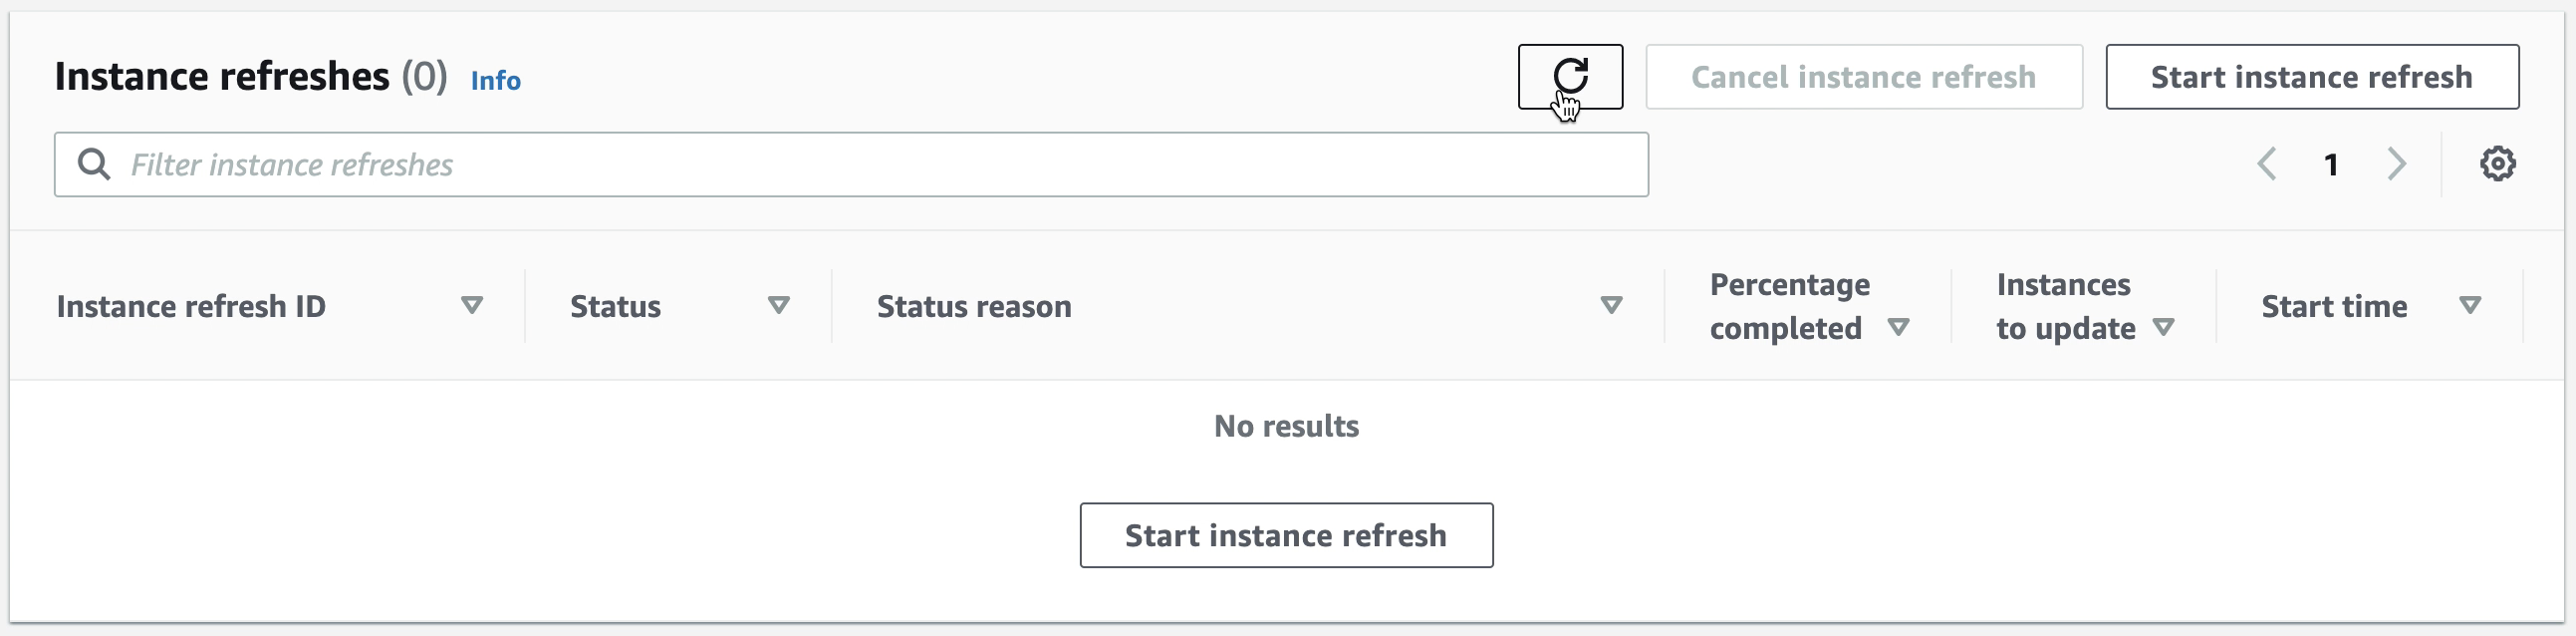 Instance refreshes (0) Info
Cancel instance refresh
Start instance refresh
Filter instance refreshes
1
Instance refresh ID
Status
Status reason
Percentage
completed
Instances
to update
Start time
No results
Start instance refresh